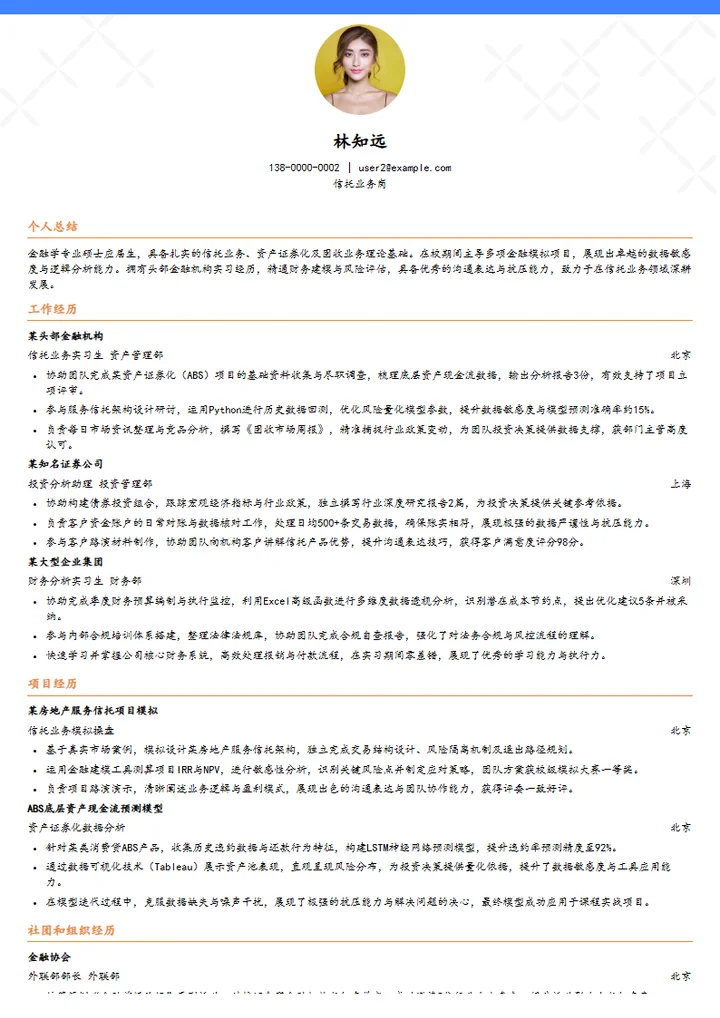 林知远
138-0000-0002 | user2@example.com
信托业务岗
个人总结
金融学专业硕士应届生，具备扎实的信托业务、资产证券化及固收业务理论基础。在校期间主导多项金融模拟项目，展现出卓越的数据敏感
度与逻辑分析能力。拥有头部金融机构实习经历，精通财务建模与风险评估，具备优秀的沟通表达与抗压能力，致力于在信托业务领域深耕
发展。
工作经历
某头部金融机构
信托业务实习生 资产管理部 北京
• 协助团队完成某资产证券化（ABS）项目的基础资料收集与尽职调查，梳理底层资产现金流数据，输出分析报告3份，有效支持了项目立
项评审。
• 参与服务信托架构设计研讨，运用Python进行历史数据回测，优化风险量化模型参数，提升数据敏感度与模型预测准确率约15%。
• 负责每日市场资讯整理与竞品分析，撰写《固收市场周报》，精准捕捉行业政策变动，为团队投资决策提供数据支撑，获部门主管高度
认可。
某知名证券公司
投资分析助理 投资管理部 上海
• 协助构建债券投资组合，跟踪宏观经济指标与行业政策，独立撰写行业深度研究报告2篇，为投资决策提供关键参考依据。
• 负责客户资金账户的日常对账与数据核对工作，处理日均500+条交易数据，确保账实相符，展现极强的数据严谨性与抗压能力。
• 参与客户路演材料制作，协助团队向机构客户讲解信托产品优势，提升沟通表达技巧，获得客户满意度评分98分。
某大型企业集团
财务分析实习生 财务部 深圳
• 协助完成季度财务预算编制与执行监控，利用Excel高级函数进行多维度数据透视分析，识别潜在成本节约点，提出优化建议5条并被采
纳。
• 参与内部合规培训体系搭建，整理法律法规库，协助团队完成合规自查报告，强化了对法务合规与风控流程的理解。
• 快速学习并掌握公司核心财务系统，高效处理报销与付款流程，在实习期间零差错，展现了优秀的学习能力与执行力。
项目经历
某房地产服务信托项目模拟
信托业务模拟操盘 北京
• 基于真实市场案例，模拟设计某房地产服务信托架构，独立完成交易结构设计、风险隔离机制及退出路径规划。
• 运用金融建模工具测算项目IRR与NPV，进行敏感性分析，识别关键风险点并制定应对策略，团队方案获校级模拟大赛一等奖。
• 负责项目路演演示，清晰阐述业务逻辑与盈利模式，展现出色的沟通表达与团队协作能力，获得评委一致好评。
ABS底层资产现金流预测模型
资产证券化数据分析 北京
• 针对某类消费贷ABS产品，收集历史违约数据与还款行为特征，构建LSTM神经网络预测模型，提升违约率预测精度至92%。
• 通过数据可视化技术（Tableau）展示资产池表现，直观呈现风险分布，为投资决策提供量化依据，提升了数据敏感度与工具应用能
力。
• 在模型迭代过程中，克服数据缺失与噪声干扰，展现了极强的抗压能力与解决问题的决心，最终模型成功应用于课程实战项目。
社团和组织经历
金融协会
外联部部长 外联部 北京